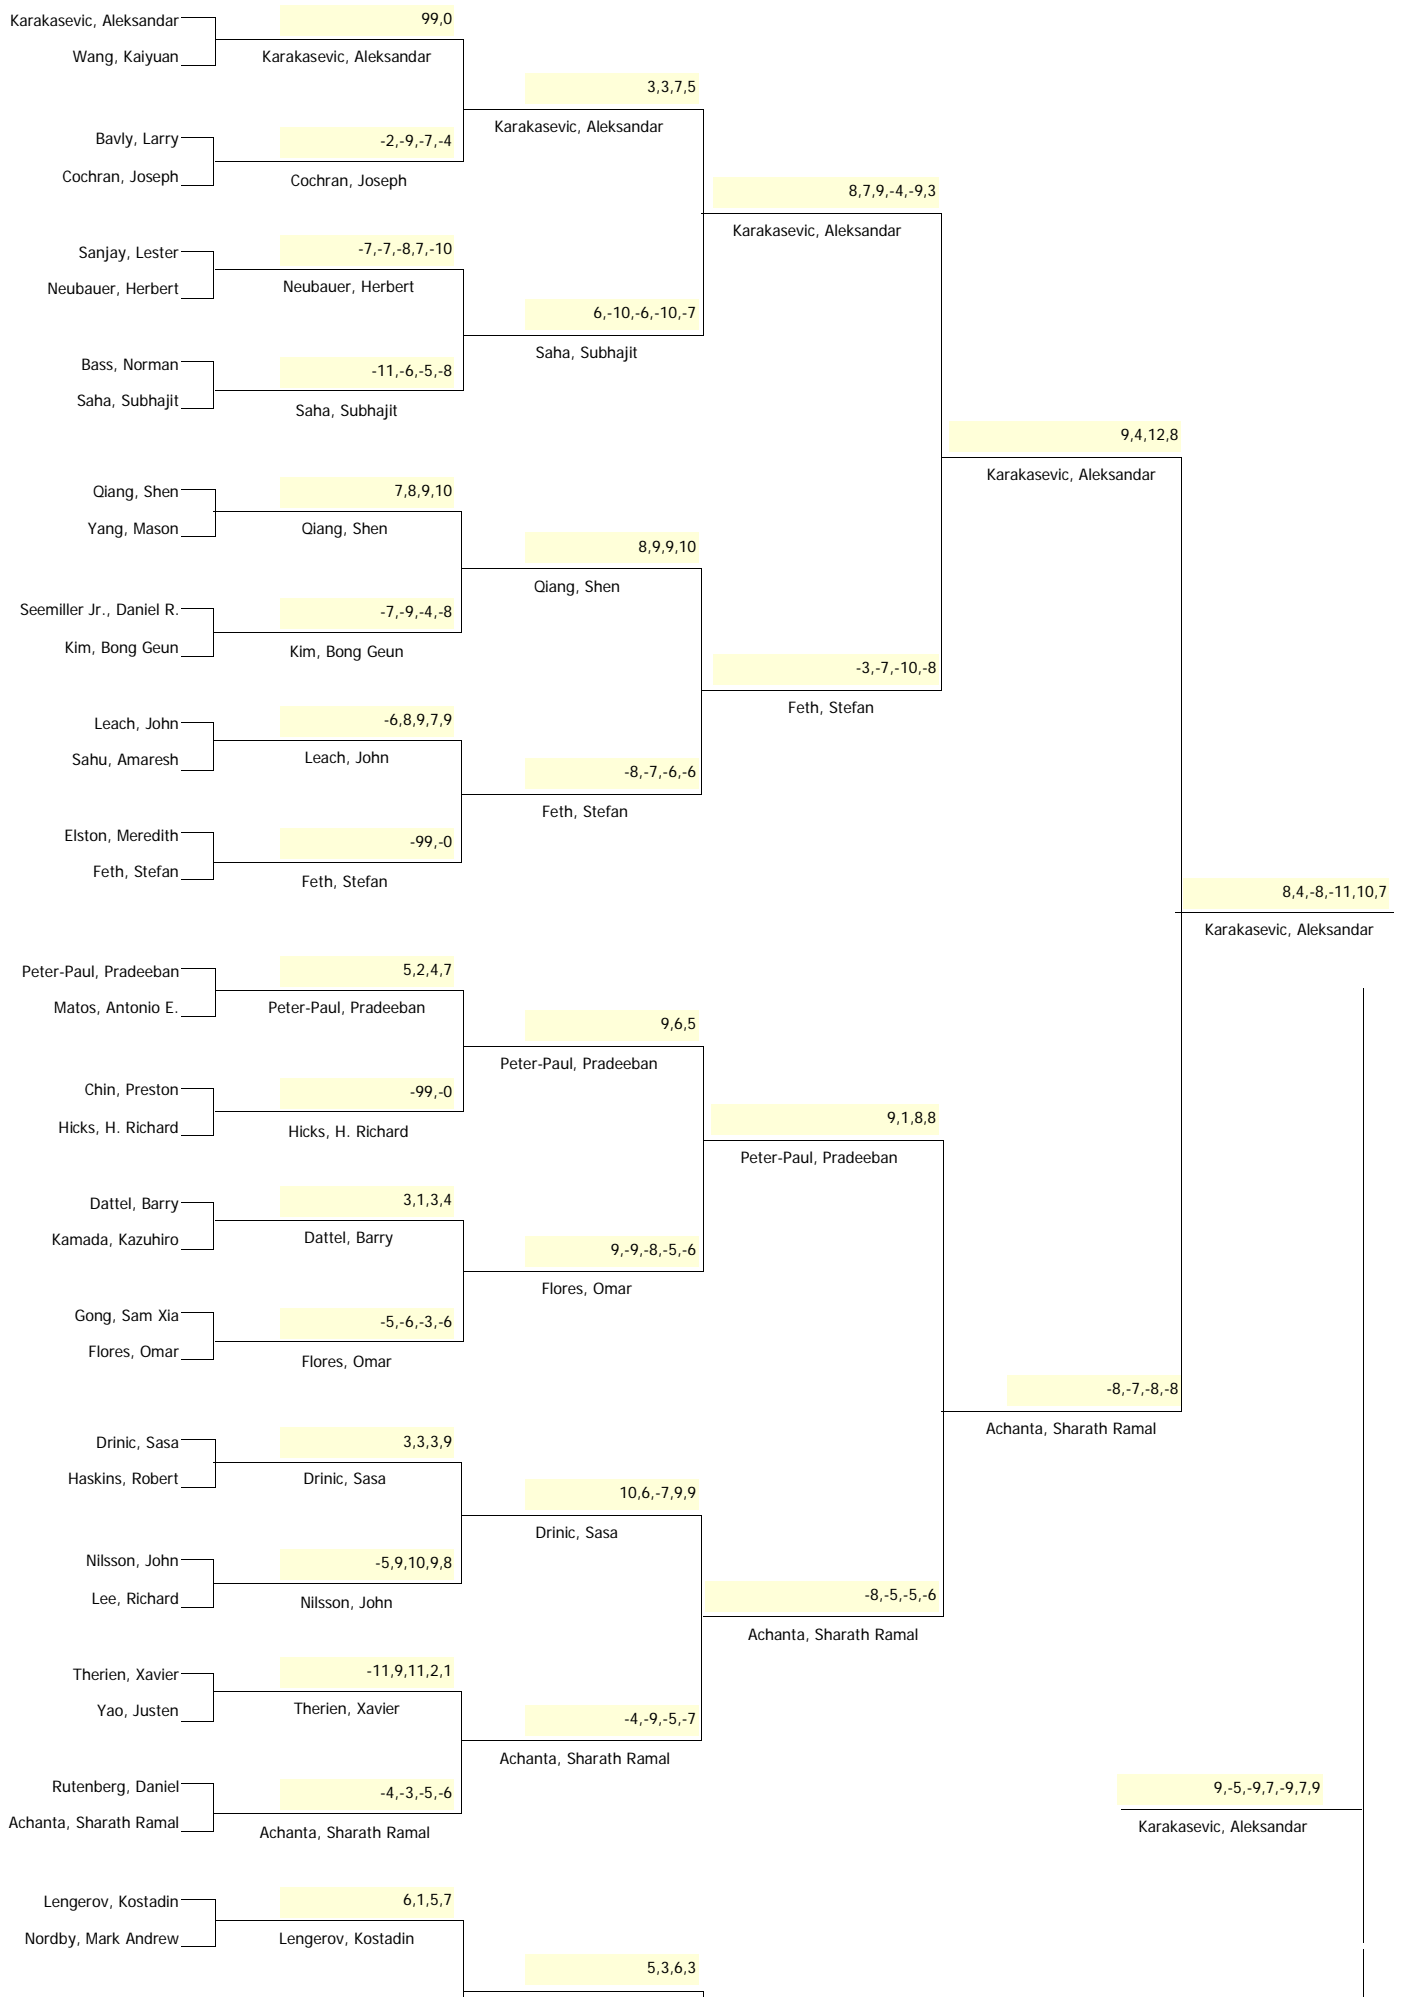 Karakasevic, Aleksandar
99,0
Wang, Kaiyuan
Karakasevic, Aleksandar
3,3,7,5
Karakasevic, Aleksandar
Bavly, Larry
-2,-9,-7,-4
Cochran, Joseph
Cochran, Joseph
8,7,9,-4,-9,3
Karakasevic, Aleksandar
Sanjay, Lester
-7,-7,-8,7,-10
Neubauer, Herbert
Neubauer, Herbert
6,-10,-6,-10,-7
Saha, Subhajit
Bass, Norman
-11,-6,-5,-8
Saha, Subhajit
Saha, Subhajit
9,4,12,8
Karakasevic, Aleksandar
Qiang, Shen
7,8,9,10
Yang, Mason
Qiang, Shen
8,9,9,10
Qiang, Shen
Seemiller Jr., Daniel R.
-7,-9,-4,-8
Kim, Bong Geun
Kim, Bong Geun
-3,-7,-10,-8
Feth, Stefan
Leach, John
-6,8,9,7,9
Sahu, Amaresh
Leach, John
-8,-7,-6,-6
Feth, Stefan
Elston, Meredith
-99,-0
Feth, Stefan
Feth, Stefan
8,4,-8,-11,10,7
Karakasevic, Aleksandar
Peter-Paul, Pradeeban
5,2,4,7
Matos, Antonio E.
Peter-Paul, Pradeeban
9,6,5
Peter-Paul, Pradeeban
Chin, Preston
-99,-0
Hicks, H. Richard
Hicks, H. Richard
9,1,8,8
Peter-Paul, Pradeeban
Dattel, Barry
3,1,3,4
Kamada, Kazuhiro
Dattel, Barry
9,-9,-8,-5,-6
Flores, Omar
Gong, Sam Xia
-5,-6,-3,-6
Flores, Omar
Flores, Omar
-8,-7,-8,-8
Achanta, Sharath Ramal
Drinic, Sasa
3,3,3,9
Haskins, Robert
Drinic, Sasa
10,6,-7,9,9
Drinic, Sasa
Nilsson, John
-5,9,10,9,8
Lee, Richard
Nilsson, John
-8,-5,-5,-6
Achanta, Sharath Ramal
Therien, Xavier
-11,9,11,2,1
Yao, Justen
Therien, Xavier
-4,-9,-5,-7
Achanta, Sharath Ramal
Rutenberg, Daniel
-4,-3,-5,-6
Achanta, Sharath Ramal
Achanta, Sharath Ramal
9,-5,-9,7,-9,7,9
Karakasevic, Aleksandar
Lengerov, Kostadin
6,1,5,7
Nordby, Mark Andrew
Lengerov, Kostadin
5,3,6,3